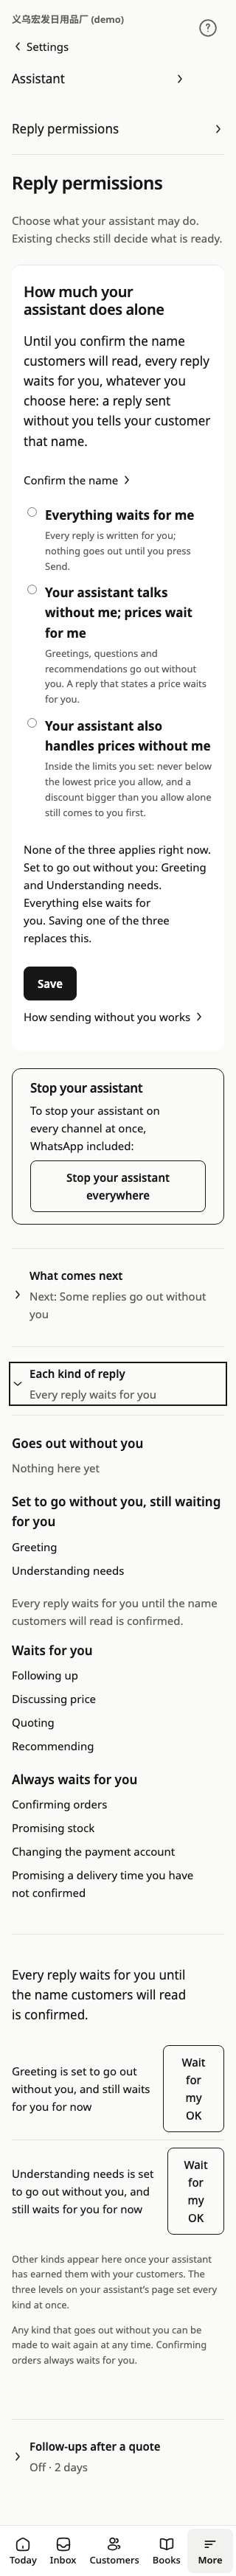 义乌宏发日用品厂 (demo)
?
Settings
Assistant
Reply permissions
Reply permissions
Choose what your assistant may do.
Existing checks still decide what is ready.
How much your
assistant does alone
Until you confirm the name
customers will read, every reply
waits for you, whatever you
choose here: a reply sent
without you tells your customer
that name.
Confirm the name
Everything waits for me
Every reply is written for you;
nothing goes out until you press
Send.
Your assistant talks
without me; prices wait
for me
Greetings, questions and
recommendations go out without
you. A reply that states a price waits
for you.
Your assistant also
handles prices without me
Inside the limits you set: never below
the lowest price you allow, and a
discount bigger than you allow alone
still comes to you first.
None of the three applies right now.
Set to go out without you: Greeting
and Understanding needs.
Everything else waits for
you. Saving one of the three
replaces this.
Save
How sending without you works
Stop your assistant
To stop your assistant on
every channel at once,
WhatsApp included:
Stop your assistant
everywhere
What comes next
Next: Some replies go out without
you
Each kind of reply
Every reply waits for you
Goes out without you
Nothing here yet
Set to go without you, still waiting
for you
Greeting
Understanding needs
Every reply waits for you until the name
customers will read is confirmed.
Waits for you
Following up
Discussing price
Quoting
Recommending
Always waits for you
Confirming orders
Promising stock
Changing the payment account
Promising a delivery time you have
not confirmed
Every reply waits for you until
the name customers will read
is confirmed.
Greeting is set to go out
without you, and still waits
for you for now
Wait
for
my
OK
Understanding needs is set
to go out without you, and
still waits for you for now
Wait
for
my
OK
Other kinds appear here once your assistant
has earned them with your customers. The
three levels on your assistant's page set every
kind at once.
Any kind that goes out without you can be
made to wait again at any time. Confirming
orders always waits for you.
Follow-ups after a quote
Off · 2 days
Today
Inbox
Customers
Books
More